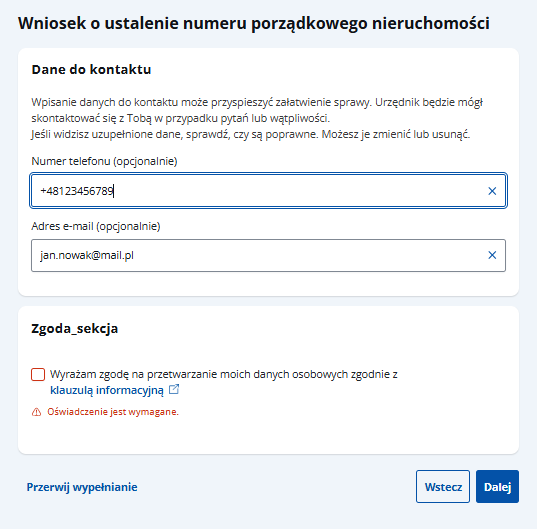 Wniosek o ustalenie numeru porządkowego nieruchomości
Dane do kontaktu
Wpisanie danych do kontaktu może przyspieszyć załatwienie sprawy. Urzędnik będzie mógł
skontaktować się z Tobą w przypadku pytań lub wątpliwości.
Jeśli widzisz uzupełnione dane, sprawdź, czy są poprawne. Możesz je zmienić lub usunąć.
Numer telefonu (opcjonalnie)
+48123456789
Adres e-mail (opcjonalnie)
jan.nowak@mail.pl
Zgoda_sekcja
Wyrażam zgodę na przetwarzanie moich danych osobowych zgodnie z
klauzulą informacyjną
Oświadczenie jest wymagane.
Przerwij wypełnianie
Wstecz
Dalej